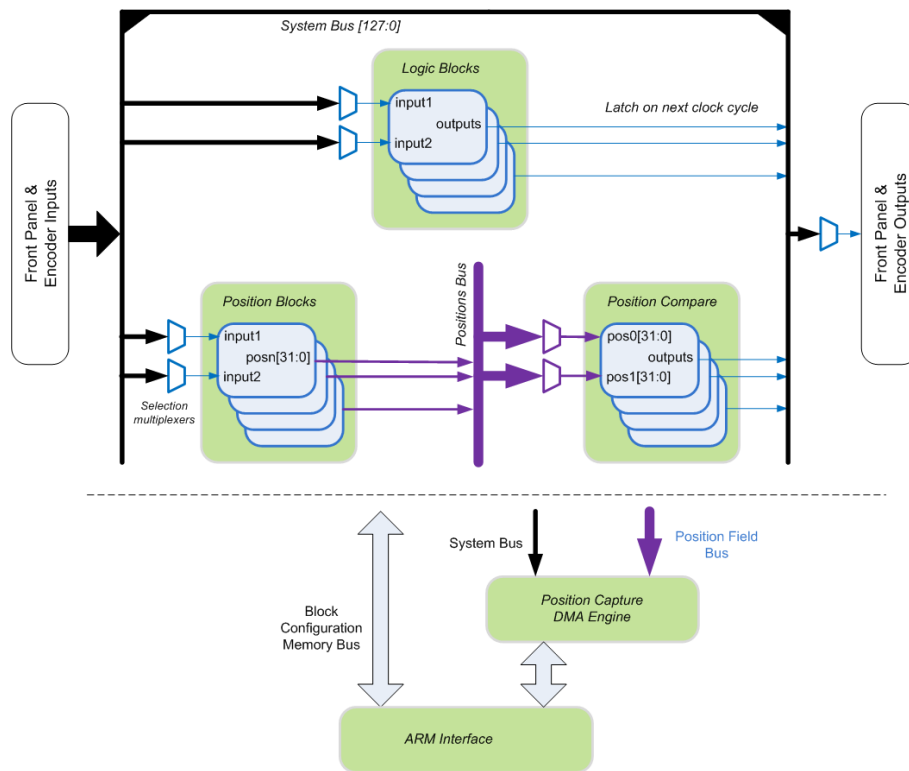 System Bus [127:0]
Logic Blocks
input1
outputs
input2
Latch on next clock cycle
Front Panel &
Encoder Inputs
Front Panel &
Encoder Outputs
Position Blocks
input1
posn[31:0]
input2
Selection
multiplexers
Positions Bus
Position Compare
pos0[31:0]
outputs
pos1[31:0]
System Bus
Position Field
Bus
Position Capture
DMA Engine
Block
Configuration
Memory Bus
ARM Interface